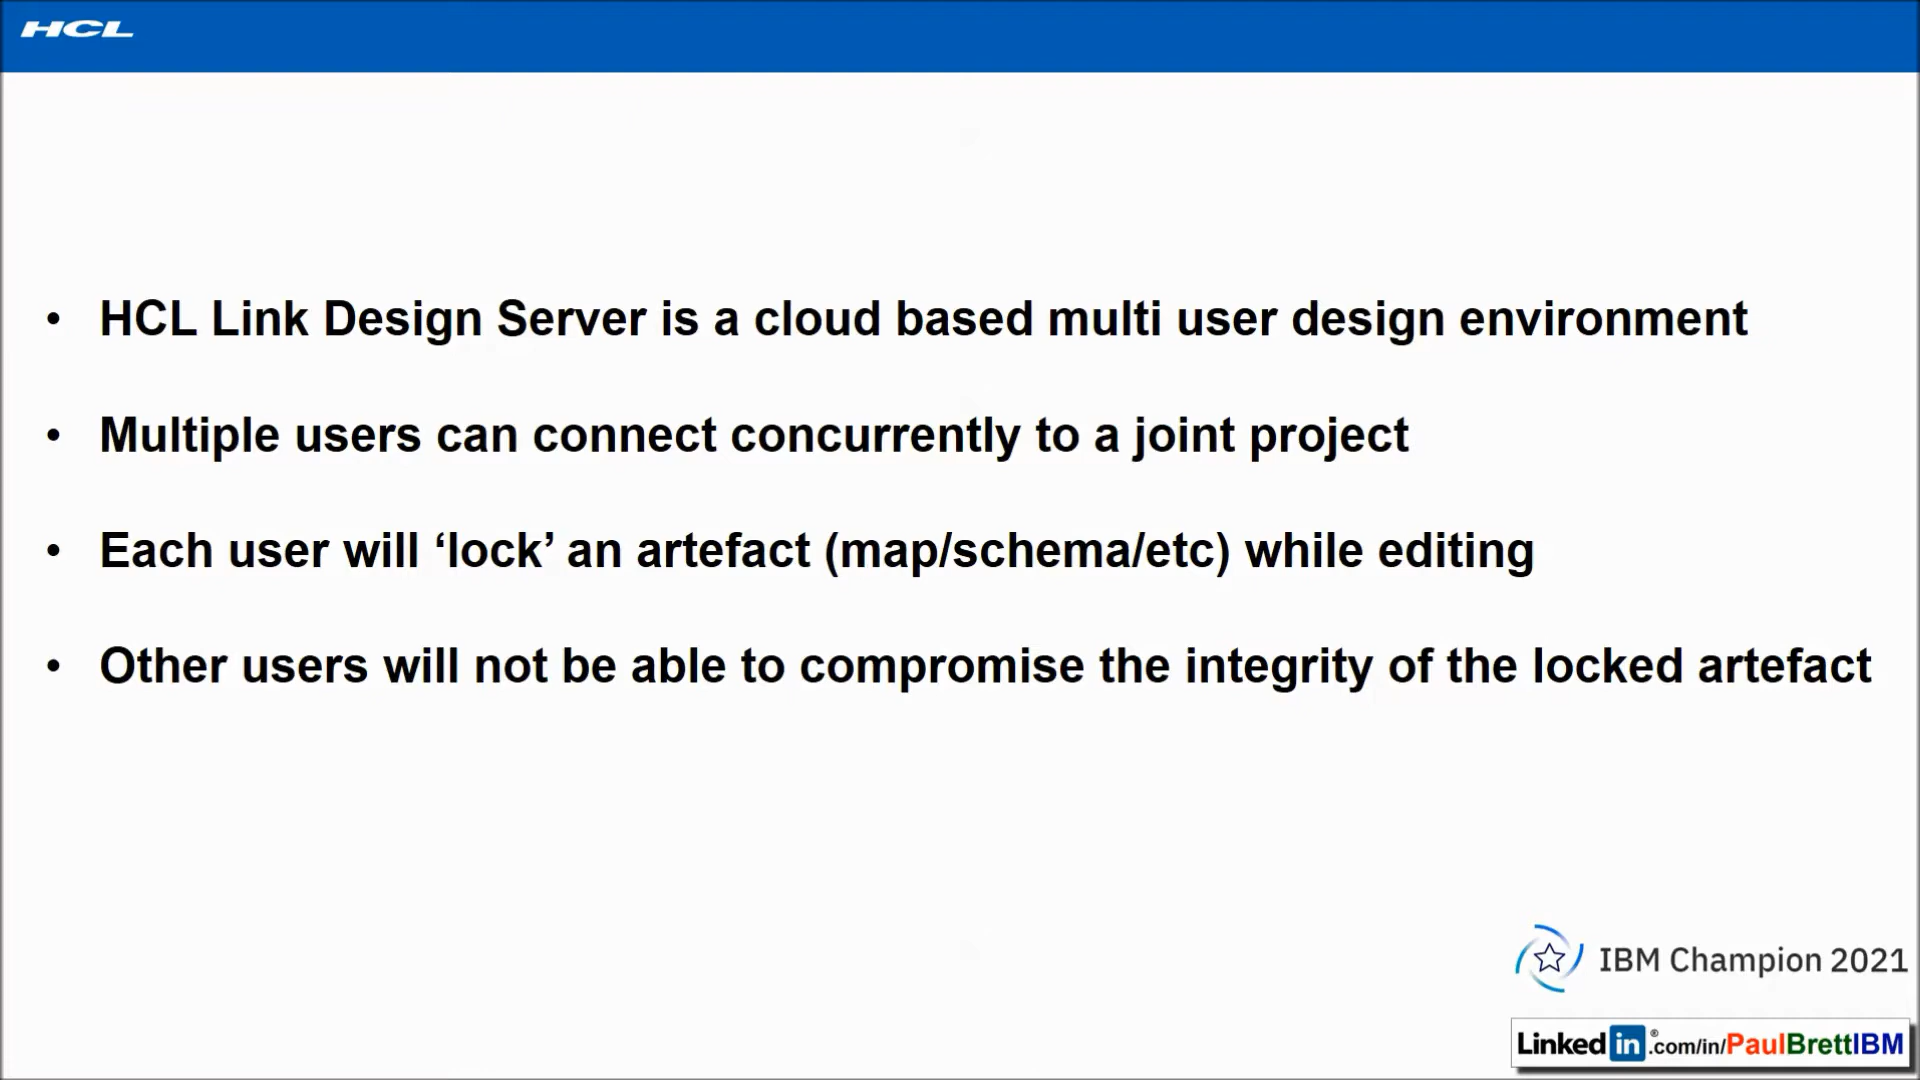 HCL
• HCL Link Design Server is a cloud based multi user design environment
• Multiple users can connect concurrently to a joint project
• Each user will ‘lock’ an artefact (map/schema/etc) while editing
• Other users will not be able to compromise the integrity of the locked artefact
IBM Champion 2021
Linked in®.com/in/PaulBrettIBM